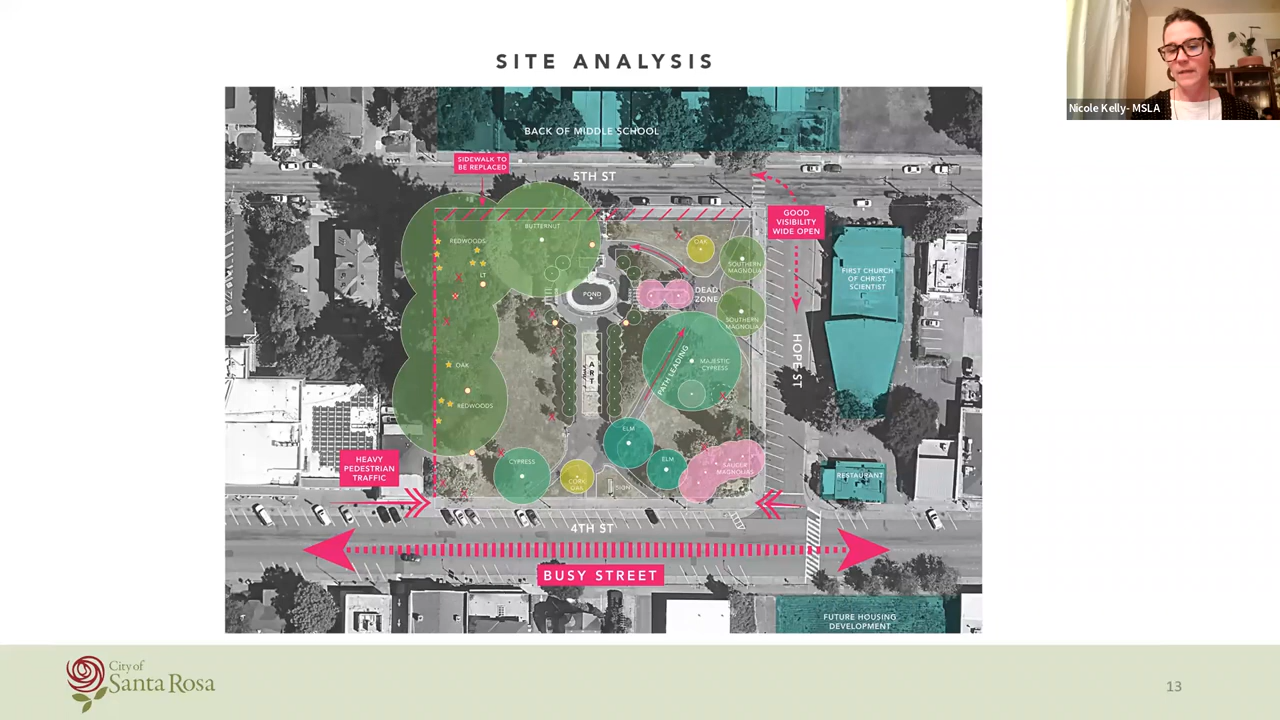 SITE ANALYSIS
Nicole Kelly- MSLA
BACK OF MIDDLE SCHOOL
SIDEWALK TO
BE REPLACED
5TH ST
GOOD
VISIBILITY
WIDE OPEN
BUTTERNUT
REDWOODS
OAK
SOUTHERN
MAGNOLIA
LT
FIRST CHURCH
OF CHRIST,
SCIENTIST
POND
DEAD
ZONE
SOUTHERN
MAGNOLIA
HOPE ST
ART
PATH LEADING
MAJESTIC
CYPRESS
OAK
REDWOODS
ELM
HEAVY
PEDESTRIAN
TRAFFIC
CYPRESS
ELM
SAUCER
MAGNOLIAS
CORK
OAK
SIGN
RESTAURANT
4TH ST
BUSY STREET
FUTURE HOUSING
DEVELOPMENT
City of
Santa Rosa
13